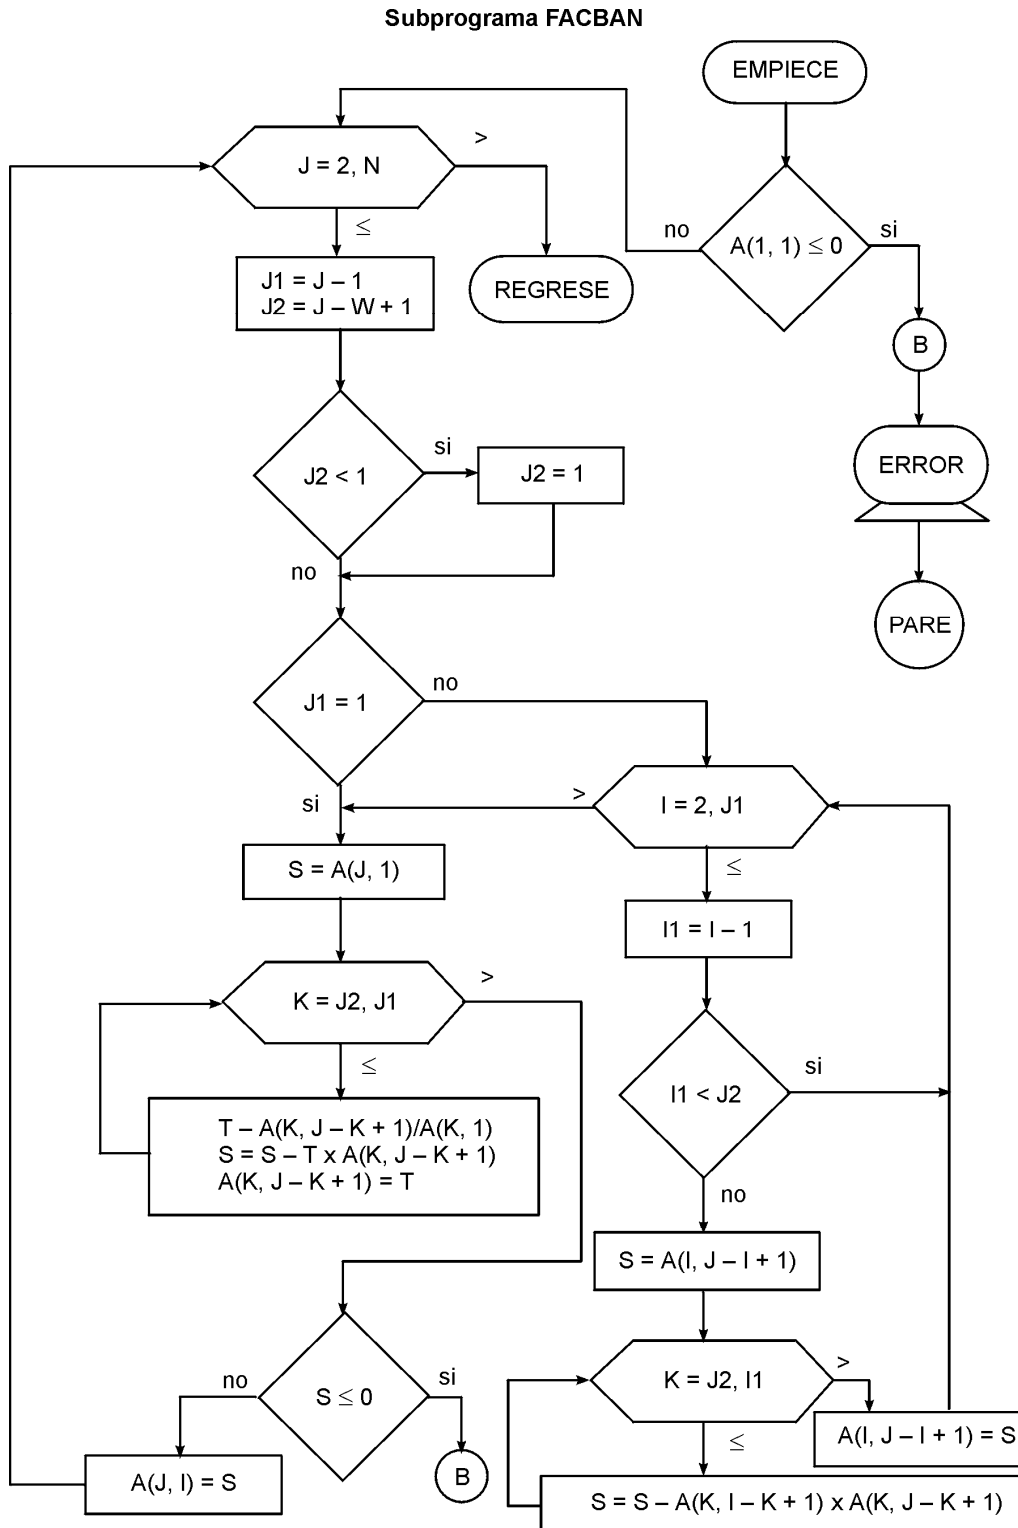 Subprograma FACBAN
EMPIECE
A(1, 1) ≤ 0
no
si
B
ERROR
PARE
J = 2, N
>
≤
REGRESE
J1 = J – 1
J2 = J – W + 1
J2 < 1
si
J2 = 1
no
J1 = 1
no
si
I = 2, J1
>
≤
I1 = I – 1
I1 < J2
si
no
S = A(I, J – I + 1)
K = J2, I1
>
≤
A(I, J – I + 1) = S
S = S – A(K, I – K + 1) x A(K, J – K + 1)
S = A(J, 1)
K = J2, J1
>
≤
T – A(K, J – K + 1)/A(K, 1)
S = S – T x A(K, J – K + 1)
A(K, J – K + 1) = T
S ≤ 0
no
si
A(J, I) = S
B